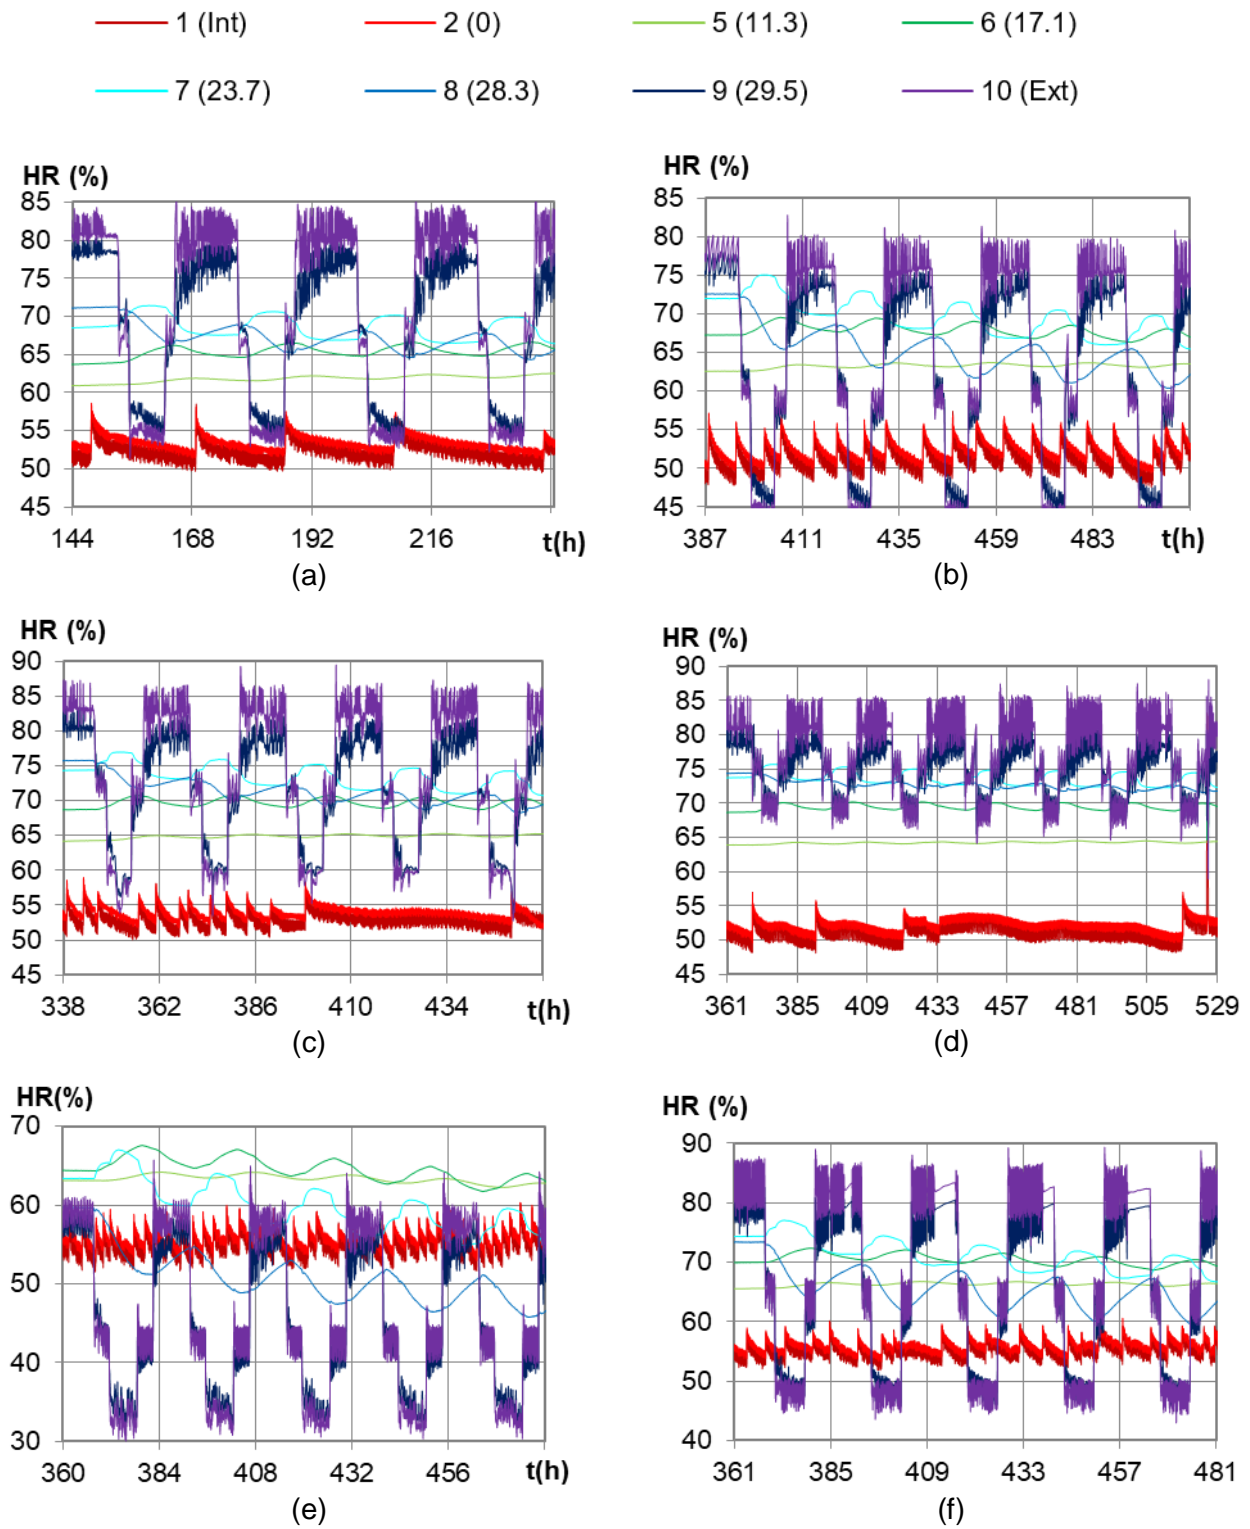 1 (Int) 2 (0) 5 (11.3) 6 (17.1)
7 (23.7) 8 (28.3) 9 (29.5) 10 (Ext)
HR (%)
85
80
75
70
65
60
55
50
45
144 168 192 216 t(h)
(a)
HR (%)
85
80
75
70
65
60
55
50
45
387 411 435 459 483 t(h)
(b)
HR (%)
90
85
80
75
70
65
60
55
50
45
338 362 386 410 434 t(h)
(c)
HR (%)
90
85
80
75
70
65
60
55
50
45
361 385 409 433 457 481 505 529
(d)
HR(%)
70
60
50
40
30
360 384 408 432 456 t(h)
(e)
HR (%)
90
80
70
60
50
40
361 385 409 433 457 481
(f)